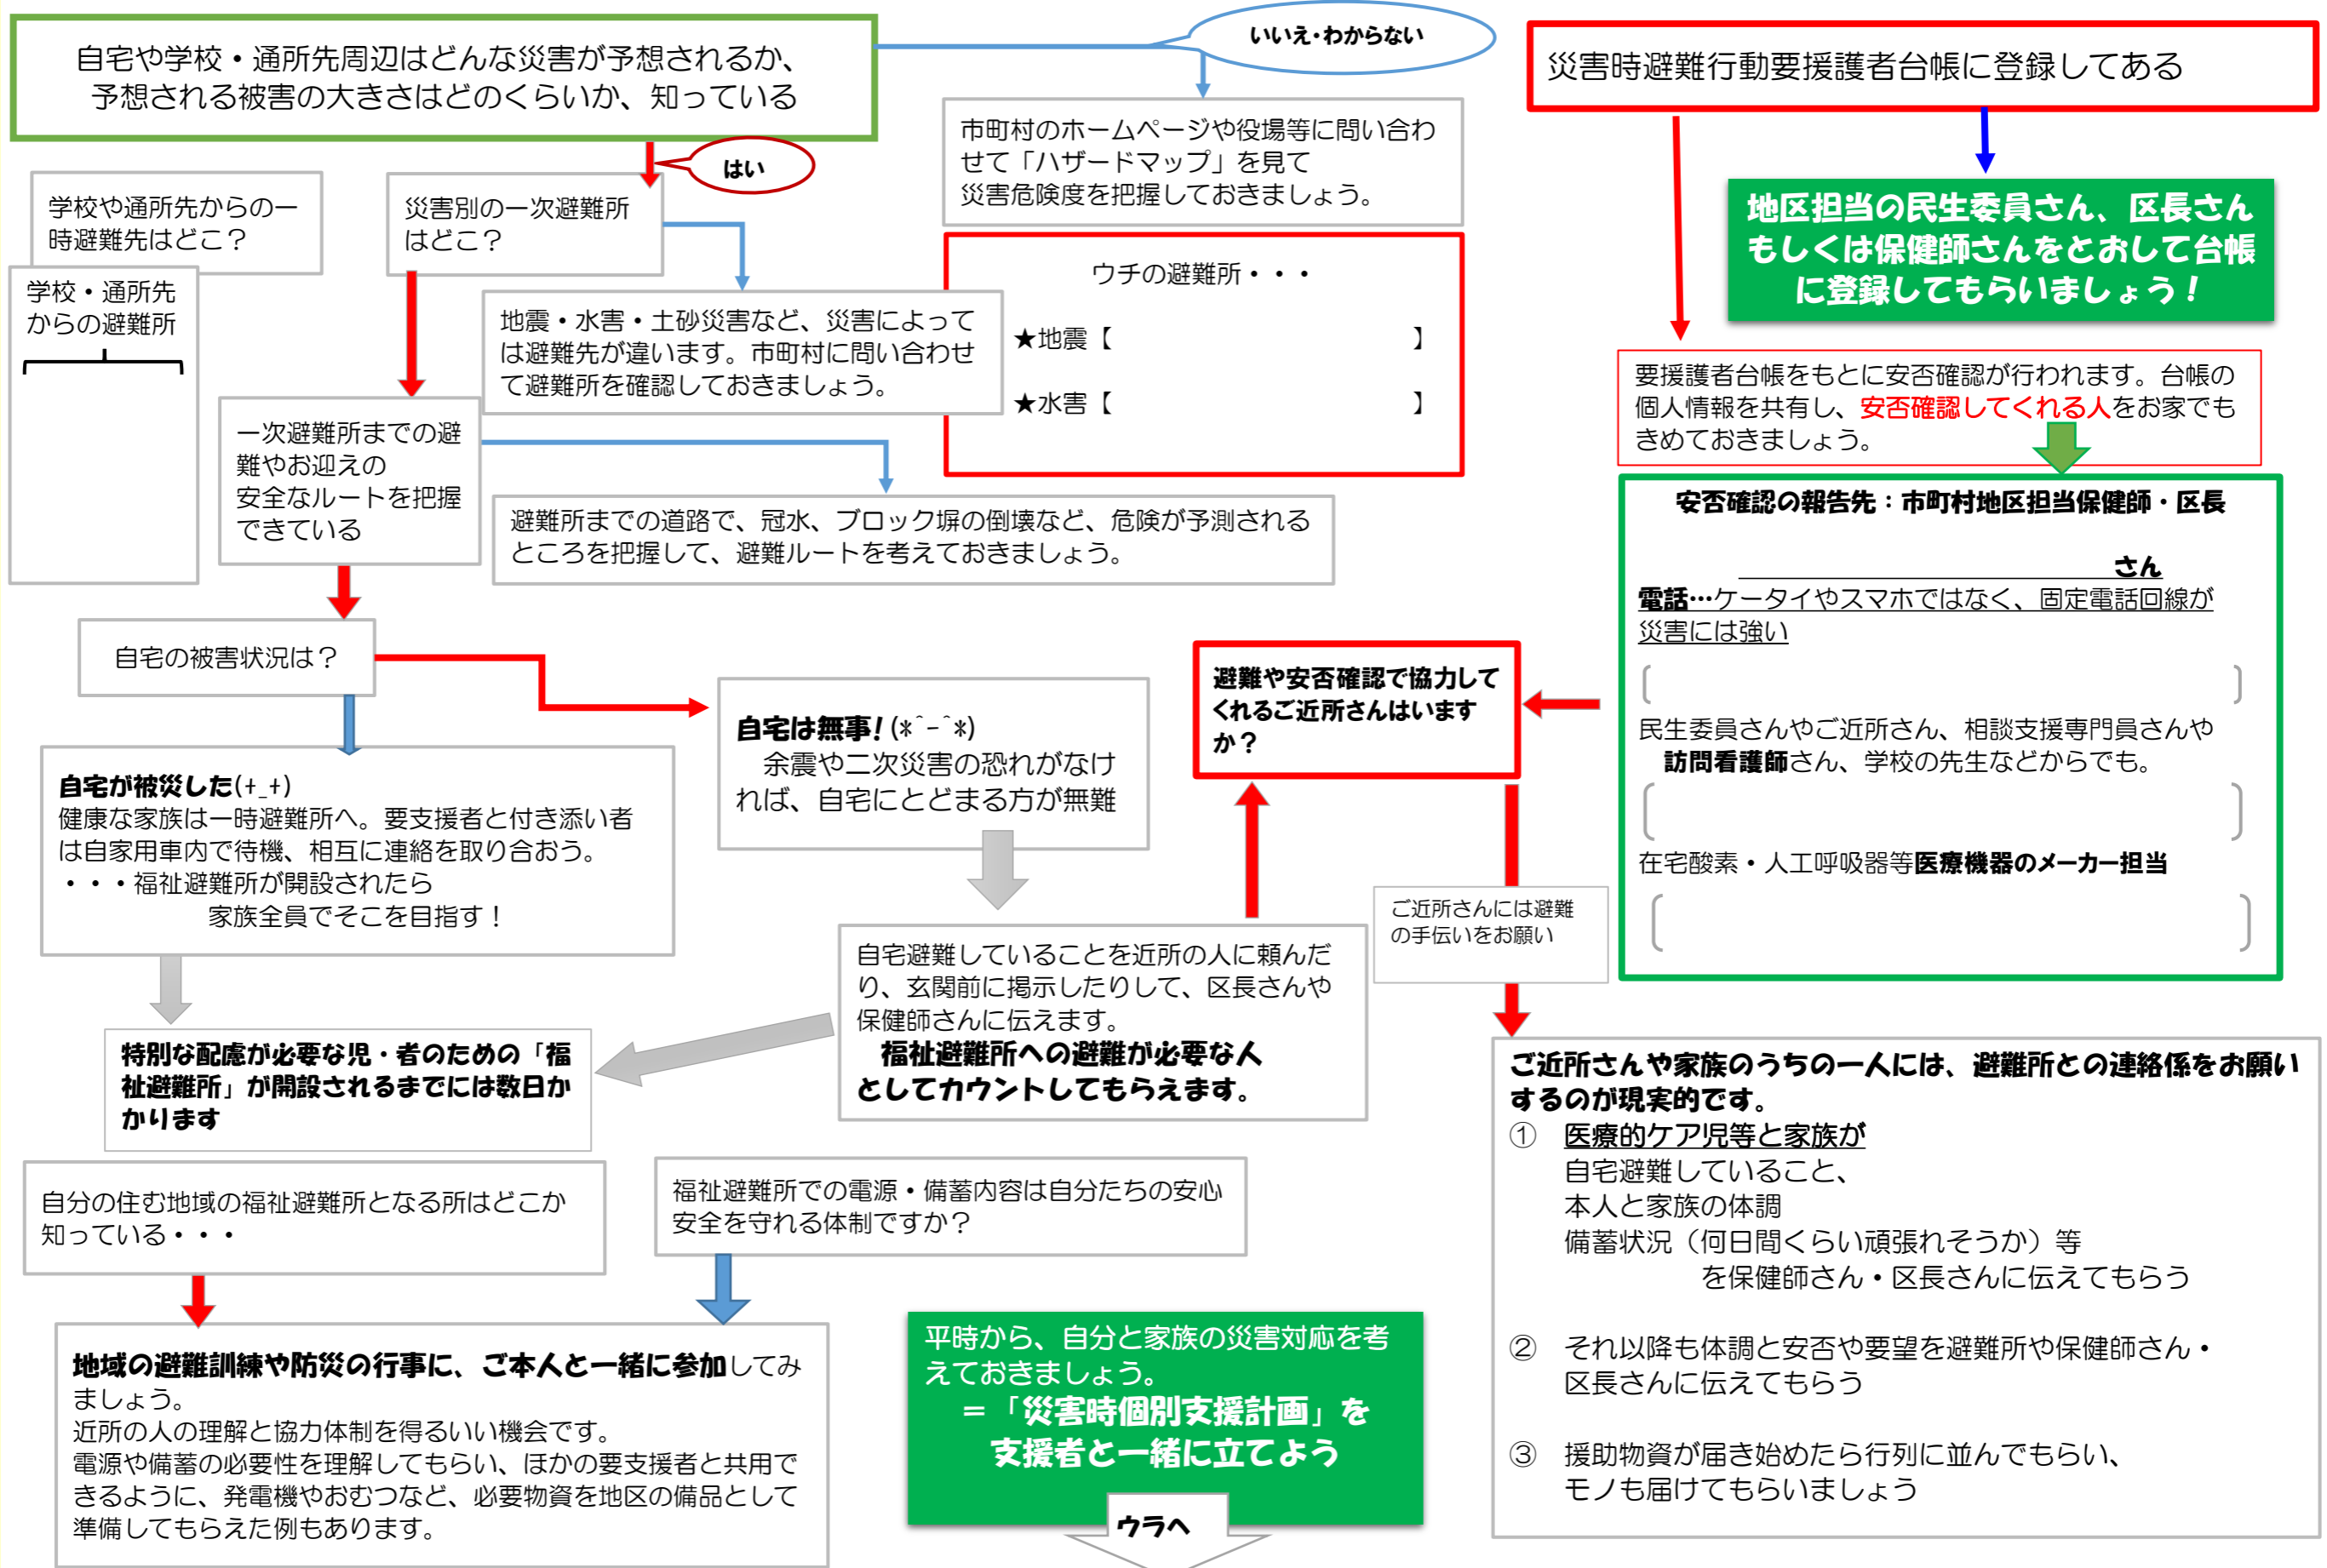 自宅や学校・通所先周辺はどんな災害が予想されるか、
予想される被害の大きさはどのくらいか、知っている
いいえ・わからない
はい
市町村のホームページや役場等に問い合わ
せて「ハザードマップ」を見て
災害危険度を把握しておきましょう。
学校や通所先からの一
時避難先はどこ？
災害別の一次避難所
はどこ？
学校・通所先
からの避難所
地震・水害・土砂災害など、災害によって
は避難先が違います。市町村に問い合わせ
て避難所を確認しておきましょう。
ウチの避難所・・・
★地震【　　　　　　　　　　　　】
★水害【　　　　　　　　　　　　】
一次避難所までの避
難やお迎えの
安全なルートを把握
できている
避難所までの道路で、冠水、ブロック塀の倒壊など、危険が予測される
ところを把握して、避難ルートを考えておきましょう。
自宅の被害状況は？
自宅が被災した(+_+)
健康な家族は一時避難所へ。要支援者と付き添い者
は自家用車内で待機、相互に連絡を取り合おう。
・・・福祉避難所が開設されたら
家族全員でそこを目指す！
自宅は無事！(*＾-＾*)
余震や二次災害の恐れがなけ
れば、自宅にとどまる方が無難
自宅避難していることを近所の人に頼んだ
り、玄関前に掲示したりして、区長さんや
保健師さんに伝えます。
福祉避難所への避難が必要な人
としてカウントしてもらえます。
特別な配慮が必要な児・者のための「福
祉避難所」が開設されるまでには数日か
かります
自分の住む地域の福祉避難所となる所はどこか
知っている・・・
福祉避難所での電源・備蓄内容は自分たちの安心
安全を守れる体制ですか？
地域の避難訓練や防災の行事に、ご本人と一緒に参加してみ
ましょう。
近所の人の理解と協力体制を得るいい機会です。
電源や備蓄の必要性を理解してもらい、ほかの要支援者と共用で
きるように、発電機やおむつなど、必要物資を地区の備品として
準備してもらえた例もあります。
平時から、自分と家族の災害対応を考
えておきましょう。
＝「災害時個別支援計画」を
支援者と一緒に立てよう
ウラへ
災害時避難行動要援護者台帳に登録してある
地区担当の民生委員さん、区長さん
もしくは保健師さんをとおして台帳
に登録してもらいましょう！
要援護者台帳をもとに安否確認が行われます。台帳の
個人情報を共有し、安否確認してくれる人をお家でも
きめておきましょう。
安否確認の報告先：市町村地区担当保健師・区長
さん
電話…ケータイやスマホではなく、固定電話回線が
災害には強い
民生委員さんやご近所さん、相談支援専門員さんや
訪問看護師さん、学校の先生などからでも。
在宅酸素・人工呼吸器等医療機器のメーカー担当
避難や安否確認で協力して
くれるご近所さんはいます
か？
ご近所さんには避難
の手伝いをお願い
ご近所さんや家族のうちの一人には、避難所との連絡係をお願い
するのが現実的です。
①　医療的ケア児等と家族が
自宅避難していること、
本人と家族の体調
備蓄状況（何日間くらい頑張れそうか）等
を保健師さん・区長さんに伝えてもらう
②　それ以降も体調と安否や要望を避難所や保健師さん・
区長さんに伝えてもらう
③　援助物資が届き始めたら行列に並んでもらい、
モノも届けてもらいましょう